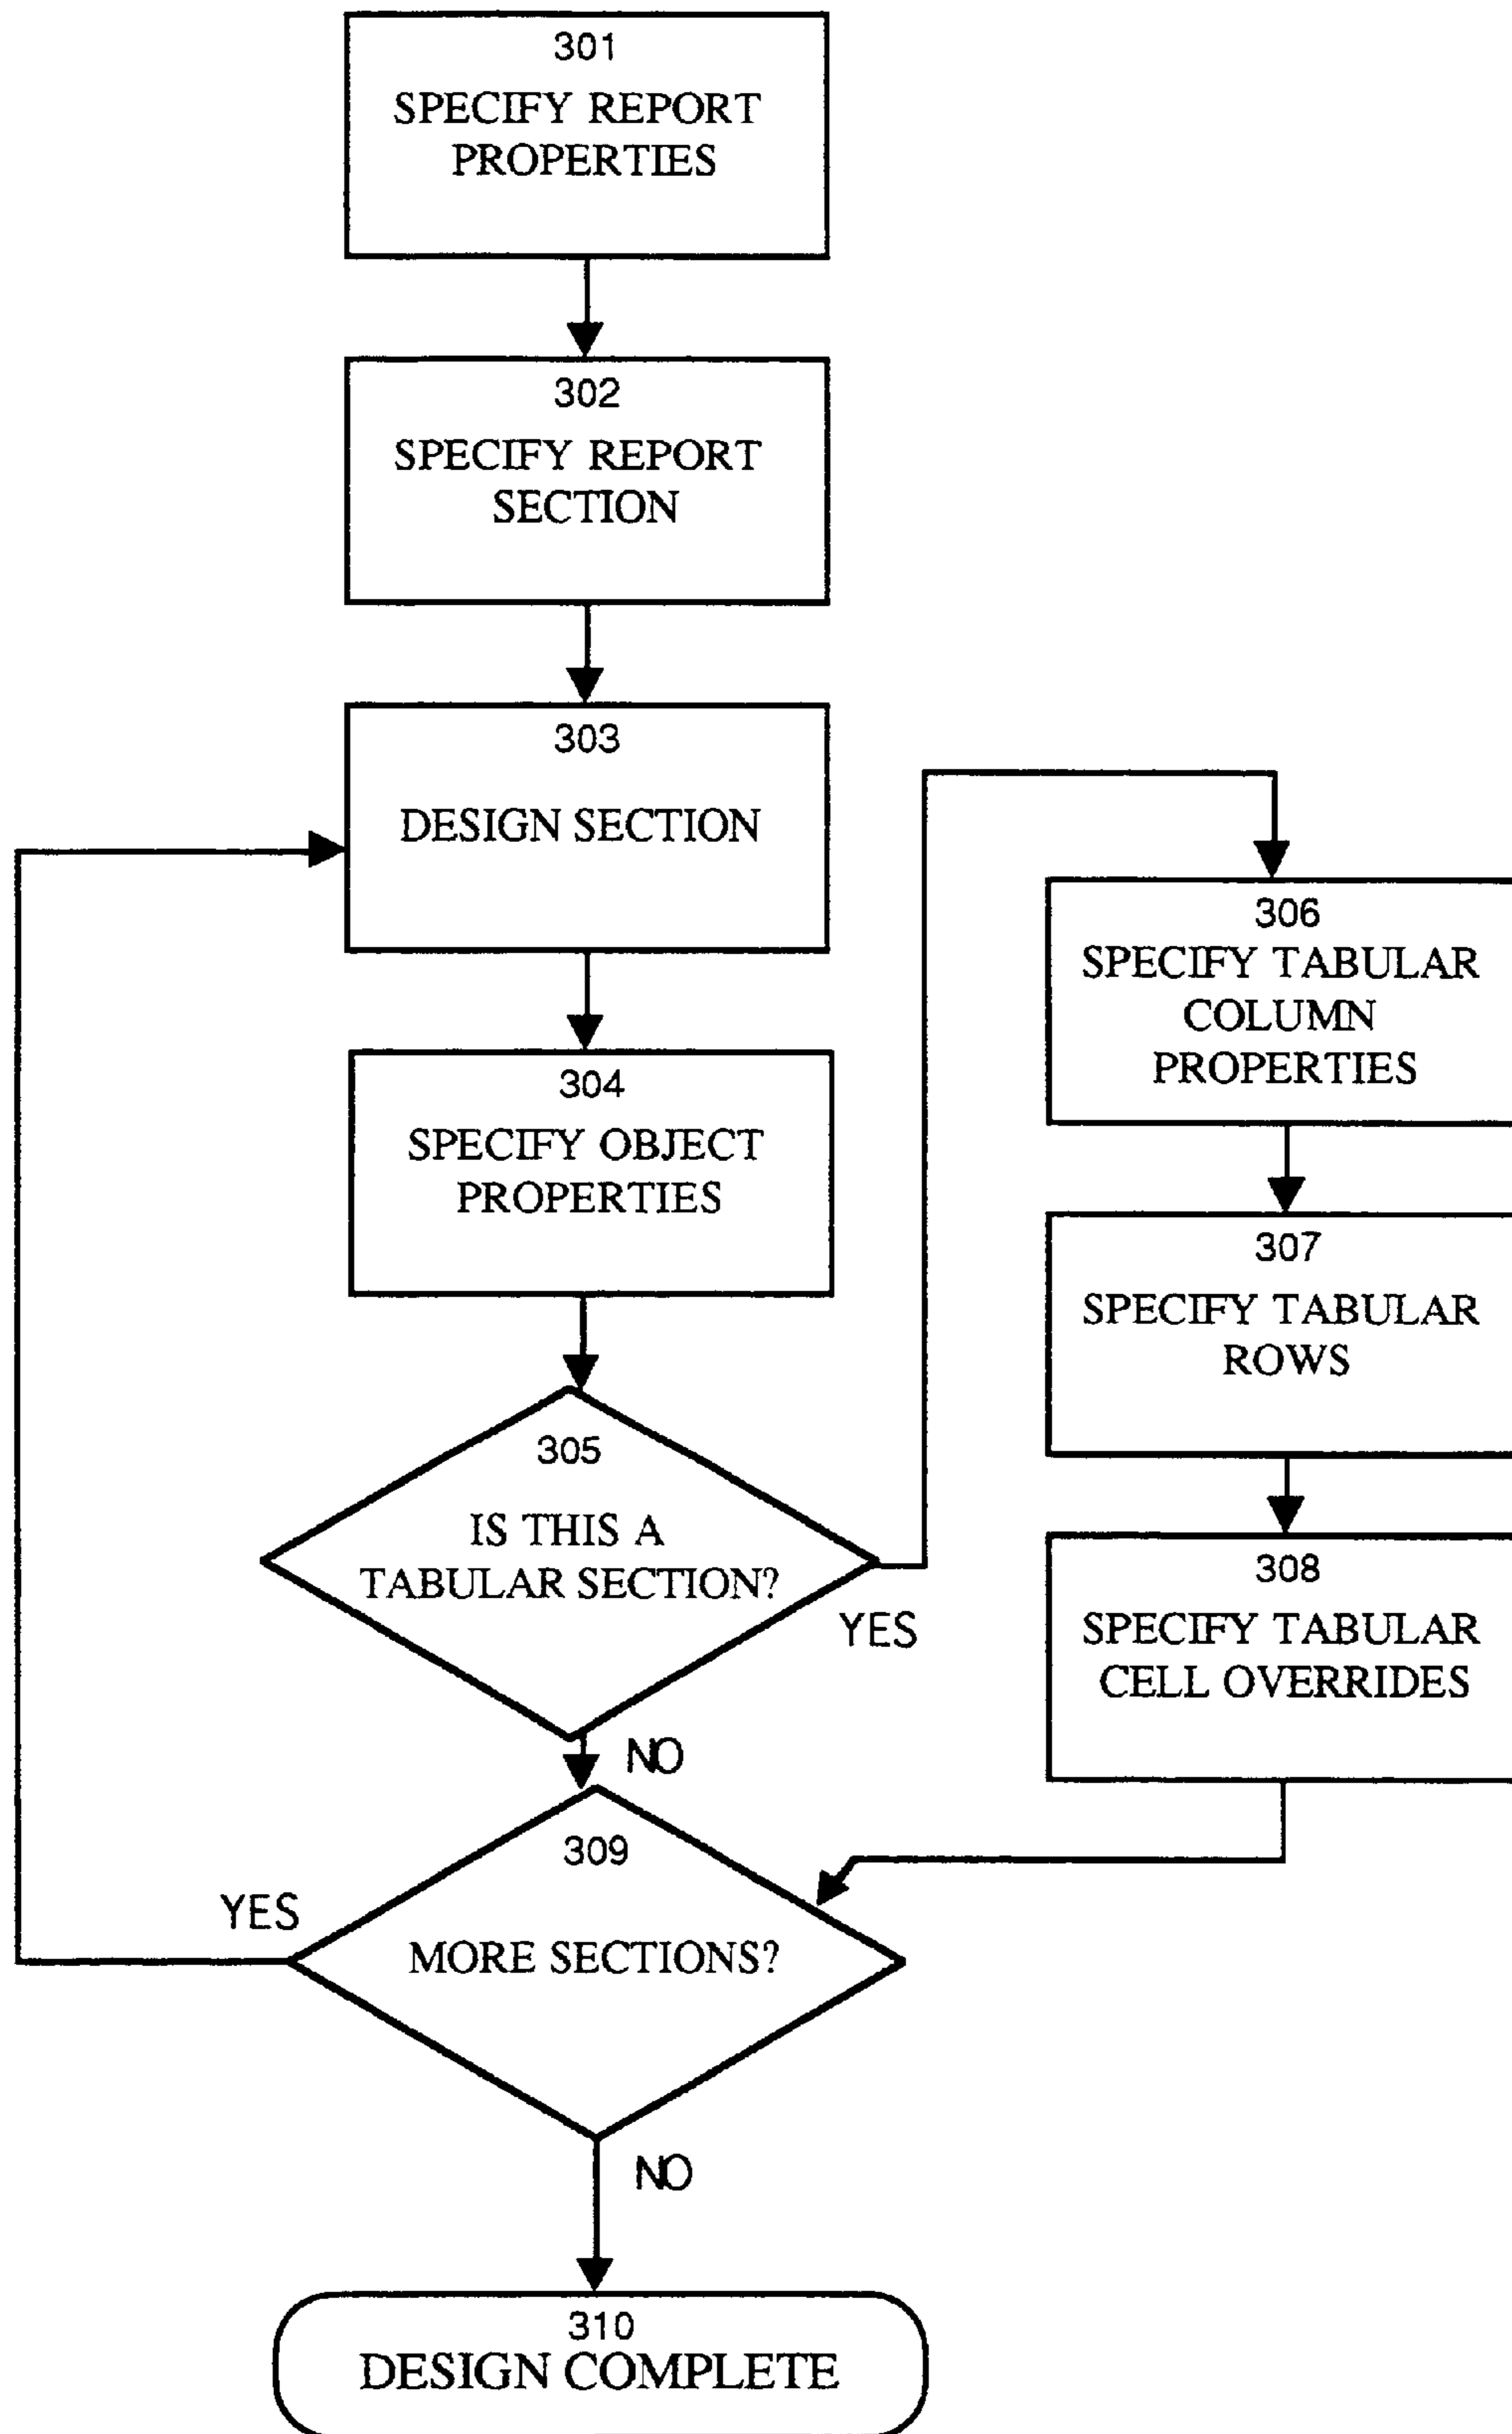 301
SPECIFY REPORT
PROPERTIES
302
SPECIFY REPORT
SECTION
303
DESIGN SECTION
304
SPECIFY OBJECT
PROPERTIES
305
IS THIS A
TABULAR SECTION?
YES
NO
306
SPECIFY TABULAR
COLUMN
PROPERTIES
307
SPECIFY TABULAR
ROWS
308
SPECIFY TABULAR
CELL OVERRIDES
309
MORE SECTIONS?
YES
NO
310
DESIGN COMPLETE